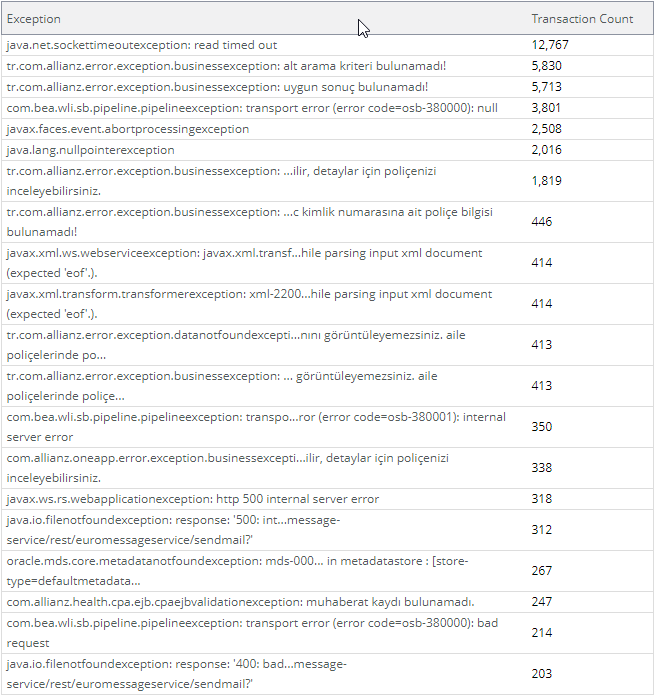 Exception Transaction Count
java.net.sockettimeoutexception: read timed out 12,767
tr.com.allianz.error.exception.businessexception: alt arama kriteri bulunamadı! 5,830
tr.com.allianz.error.exception.businessexception: uygun sonuç bulunamadı! 5,713
com.bea.wli.sb.pipeline.pipelineexception: transport error (error code=osb-380000): null 3,801
javax.faces.event.abortprocessingexception 2,508
java.lang.nullpointerexception 2,016
tr.com.allianz.error.exception.businessexception: ...ilir, detaylar için poliçenizi
inceleyebilirsiniz. 1,819
tr.com.allianz.error.exception.businessexception: ...c kimlik numarasına ait poliçe bilgisi
bulunamadı! 446
javax.xml.ws.webserviceexception: javax.xml.transf...hile parsing input xml document
(expected 'eof'.). 414
javax.xml.transform.transformerexception: xml-2200...hile parsing input xml document
(expected 'eof'.). 414
tr.com.allianz.error.exception.datanotfoundexcepti...nını görüntüleyemezsiniz. aile
poliçelerinde po... 413
tr.com.allianz.error.exception.businessexception: ... görüntüleyemezsiniz. aile
poliçelerinde poliçe... 413
com.bea.wli.sb.pipeline.pipelineexception: transpo...ror (error code=osb-380001): internal
server error 350
com.allianz.oneapp.error.exception.businessexcepti...ilir, detaylar için poliçenizi
inceleyebilirsiniz. 338
javax.ws.rs.webapplicationexception: http 500 internal server error 318
java.io.filenotfoundexception: response: '500: int...message-
service/rest/euromessageservice/sendmail?' 312
oracle.mds.core.metadatanotfoundexception: mds-000... in metadatastore : [store-
type=defaultmetadata... 267
com.allianz.health.cpa.ejb.cpaejbvalidationexception: muhaberat kaydı bulunamadı. 247
com.bea.wli.sb.pipeline.pipelineexception: transport error (error code=osb-380000): bad
request 214
java.io.filenotfoundexception: response: '400: bad...message-
service/rest/euromessageservice/sendmail?' 203